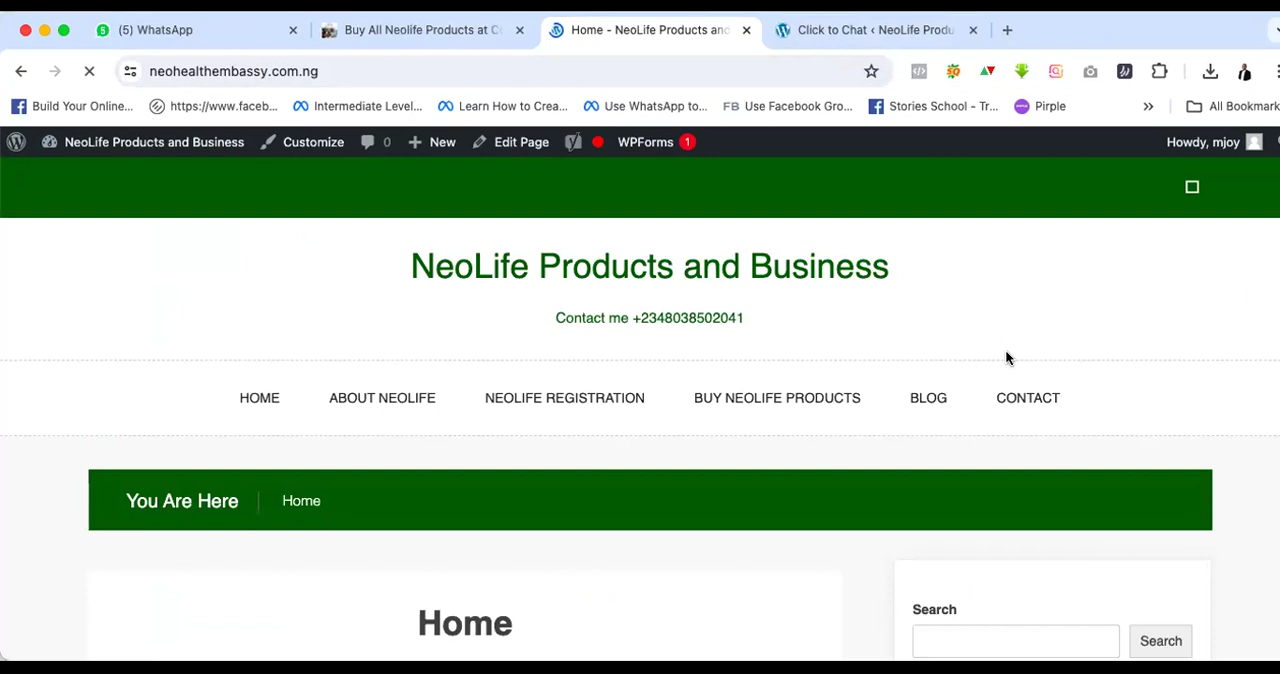 (5) WhatsApp
Buy All Neolife Products at C
Home - NeoLife Products and
Click to Chat ‹ NeoLife Produ
neohealthembassy.com.ng
Build Your Online...
https://www.faceb...
Intermediate Level...
Learn How to Crea...
Use WhatsApp to...
FB Use Facebook Gro...
Stories School – Tr...
Pirple
» All Bookmark
NeoLife Products and Business
Customize
0
New
Edit Page
WPForms 1
Howdy, mjoy
NeoLife Products and Business
Contact me +2348038502041
HOME ABOUT NEOLIFE NEOLIFE REGISTRATION BUY NEOLIFE PRODUCTS BLOG CONTACT
You Are Here Home
Home
Search
Search